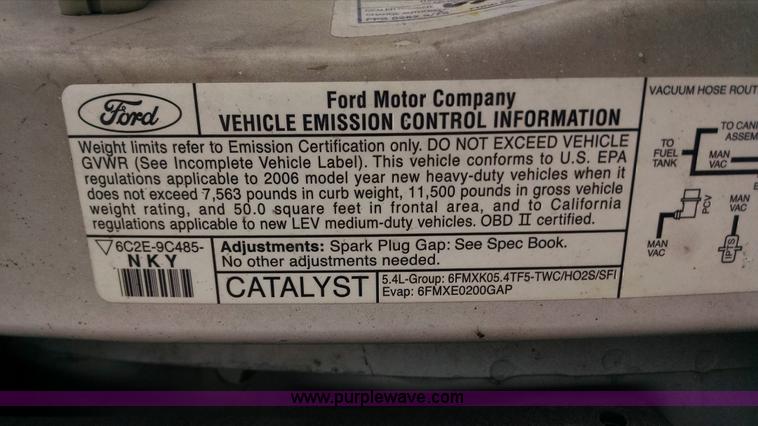 Ford
Ford Motor Company
VEHICLE EMISSION CONTROL INFORMATION
Weight limits refer to Emission Certification only. DO NOT EXCEED VEHICLE
GVWR (See Incomplete Vehicle Label). This vehicle conforms to U.S. EPA
regulations applicable to 2006 model year new heavy-duty vehicles when it
does not exceed 7,563 pounds in curb weight, 11,500 pounds in gross vehicle
weight rating, and 50.0 square feet in frontal area, and to California
regulations applicable to new LEV medium-duty vehicles. OBD II certified.
6C2E-9C485-
NKY
Adjustments: Spark Plug Gap: See Spec Book.
No other adjustments needed.
CATALYST
5.4L-Group: 6FMXK05.4TF5-TWC/HO2S/SFI
Evap: 6FMXE0200GAP
VACUUM HOSE ROUT
TO CANI
ASSEM
TO
FUEL
TANK
MAN
VAC
PCV
MAN
VAC
MAN
VAC
PTS
www.purplewave.com